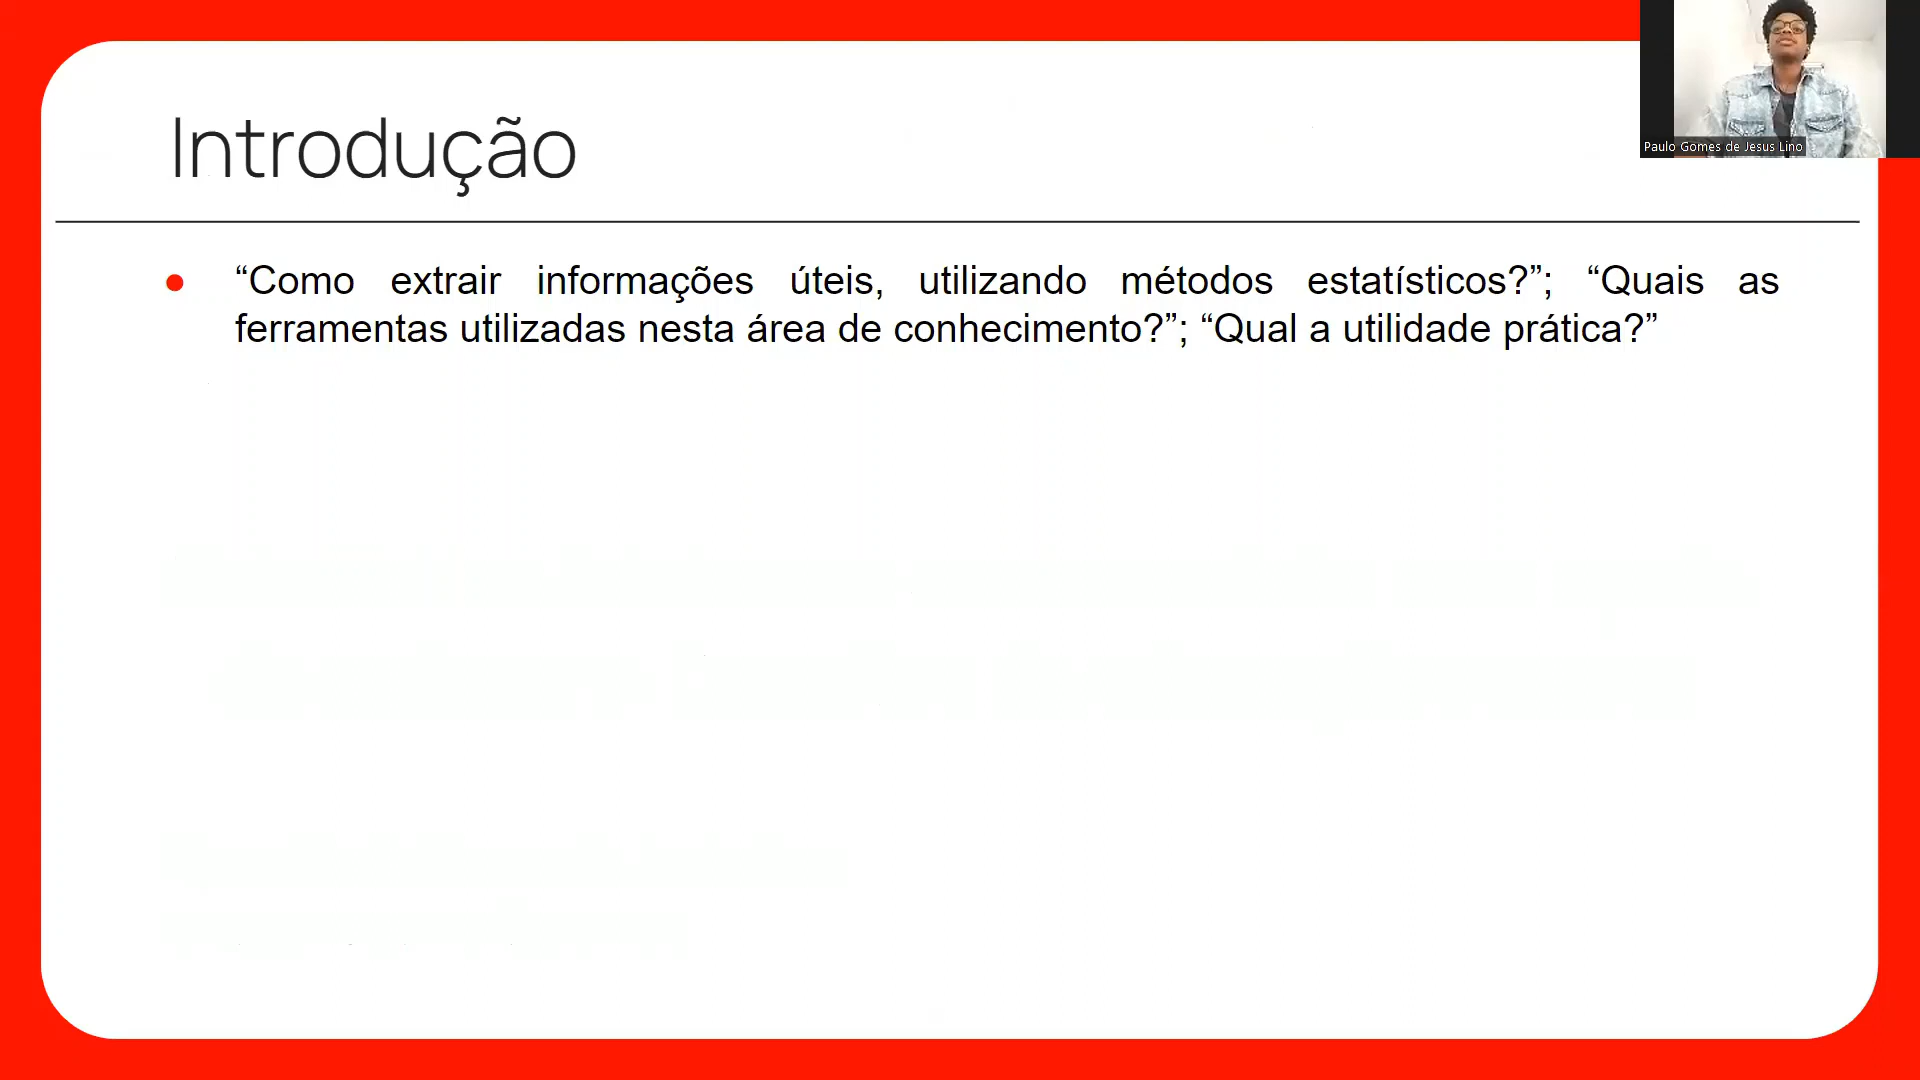 Introdução
Paulo Gomes de Jesus Lino
“Como extrair informações úteis, utilizando métodos estatísticos?”; “Quais as
ferramentas utilizadas nesta área de conhecimento?”; “Qual a utilidade prática?”